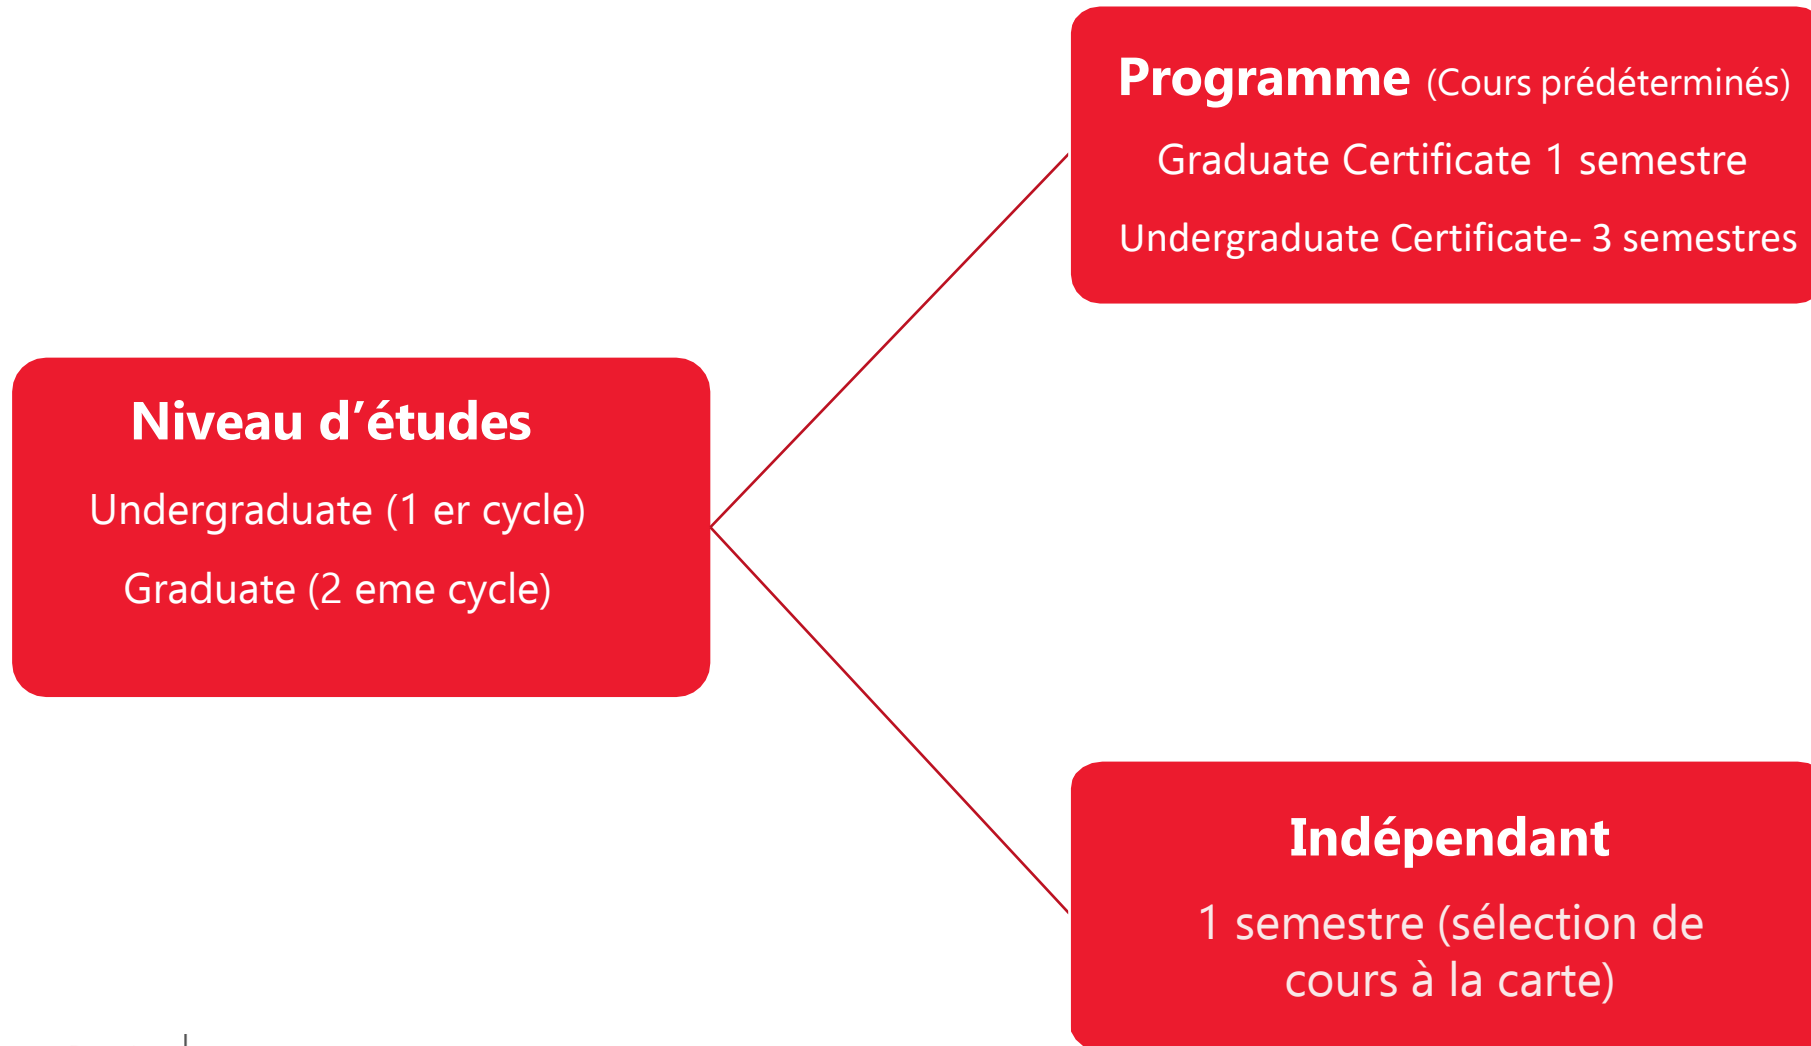 Programme (Cours prédéterminés)
Graduate Certificate 1 semestre
Undergraduate Certificate- 3 semestres
Niveau d’études
Undergraduate (1 er cycle)
Graduate (2 eme cycle)
Indépendant
1 semestre (sélection de
cours à la carte)